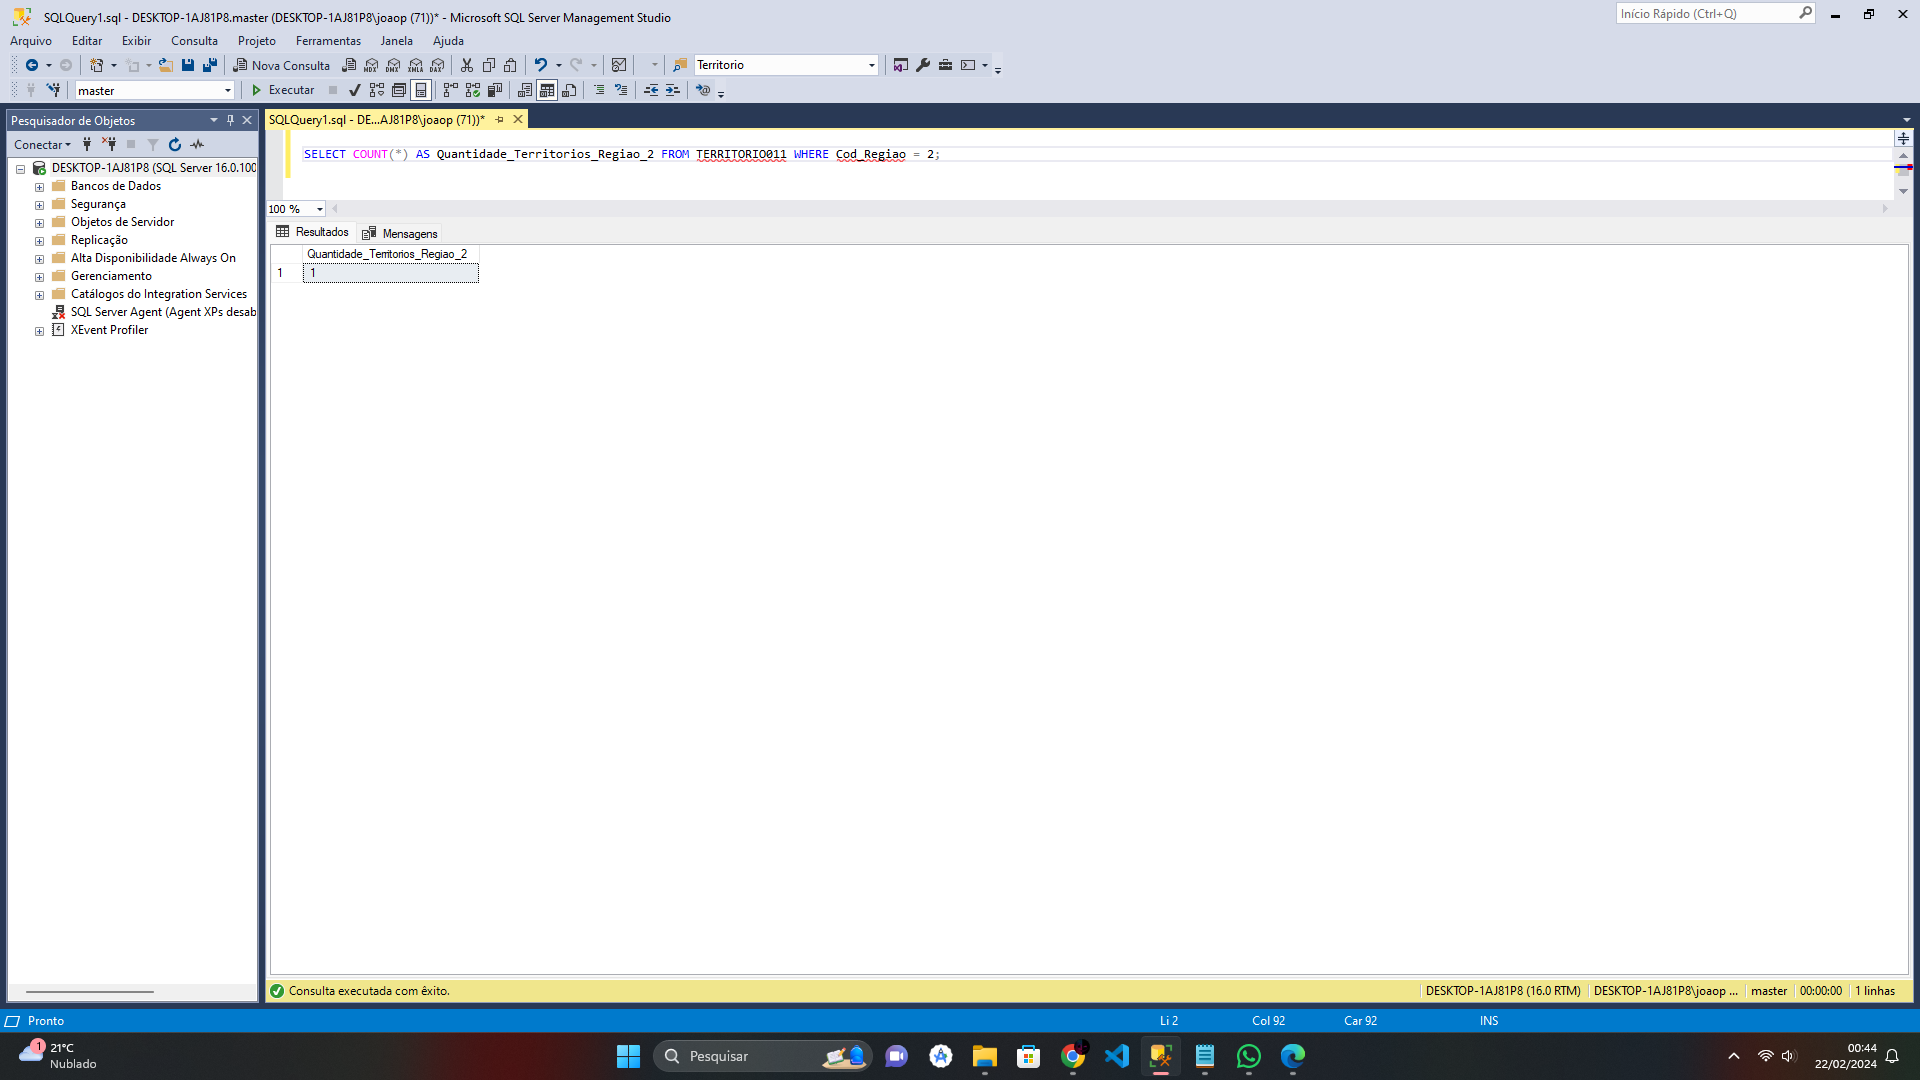 SQLQuery1.sql - DESKTOP-1AJ81P8.master (DESKTOP-1AJ81P8\joaop (71))* - Microsoft SQL Server Management Studio
Início Rápido (Ctrl+Q)
Arquivo Editar Exibir Consulta Projeto Ferramentas Janela Ajuda
Nova Consulta
MDX DMX XMLA DAX
Territorio
master
Executar
Pesquisador de Objetos
Conectar
DESKTOP-1AJ81P8 (SQL Server 16.0.100
Bancos de Dados
Segurança
Objetos de Servidor
Replicação
Alta Disponibilidade Always On
Gerenciamento
Catálogos do Integration Services
SQL Server Agent (Agent XPs desab
XEvent Profiler
SQLQuery1.sql - DE...AJ81P8\joaop (71))*
SELECT COUNT(*) AS Quantidade_Territorios_Regiao_2 FROM TERRITORIO011 WHERE Cod_Regiao = 2;
100 %
Resultados Mensagens
Quantidade_Territorios_Regiao_2
1 1
Consulta executada com êxito.
DESKTOP-1AJ81P8 (16.0 RTM) DESKTOP-1AJ81P8\joaop ... master 00:00:00 1 linhas
Pronto
Li 2 Col 92 Car 92 INS
1
21°C
Nublado
Pesquisar
00:44
22/02/2024